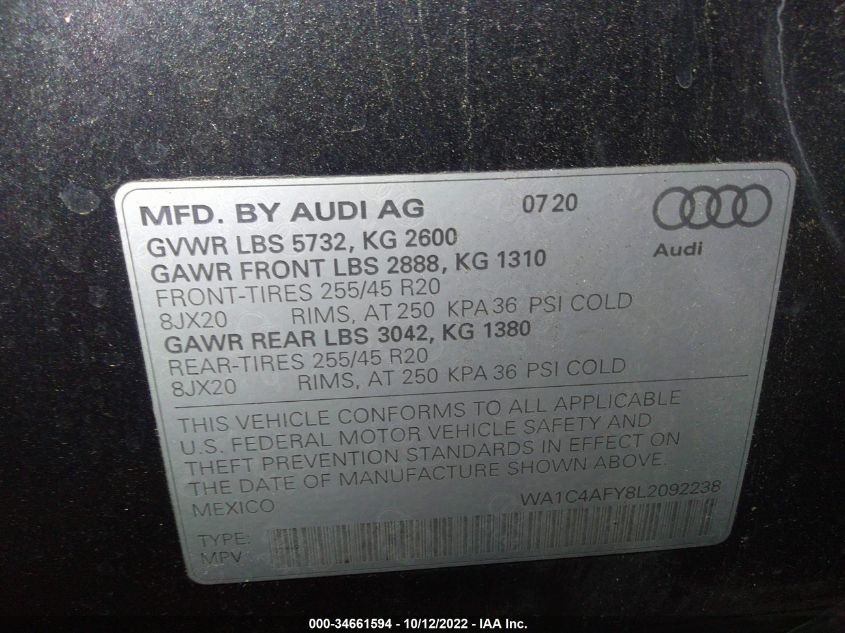 MFD. BY AUDI AG 0720
GVWR LBS 5732, KG 2600
Audi
GAWR FRONT LBS 2888, KG 1310
FRONT-TIRES 255/45 R20
8JX20 RIMS, AT 250 KPA 36 PSI COLD
GAWR REAR LBS 3042, KG 1380
REAR-TIRES 255/45 R20
8JX20 RIMS, AT 250 KPA 36 PSI COLD
THIS VEHICLE CONFORMS TO ALL APPLICABLE
U.S. FEDERAL MOTOR VEHICLE SAFETY AND
THEFT PREVENTION STANDARDS IN EFFECT ON
THE DATE OF MANUFACTURE SHOWN ABOVE.
MEXICO WA1C4AFY8L2092238
TYPE:
MPV
000-34661594 - 10/12/2022 - IAA Inc.